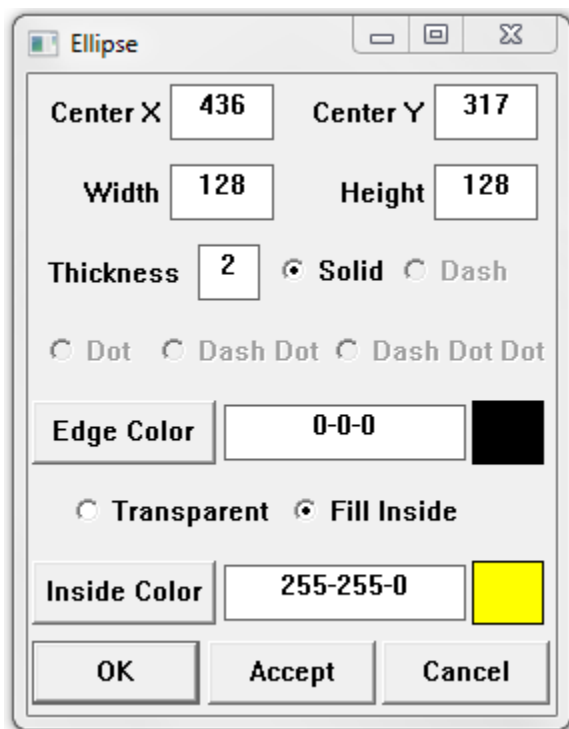 Ellipse
Center X 436 Center Y 317
Width 128 Height 128
Thickness 2 Solid Dash
Dot Dash Dot Dash Dot Dot
Edge Color 0-0-0
Transparent Fill Inside
Inside Color 255-255-0
OK Accept Cancel